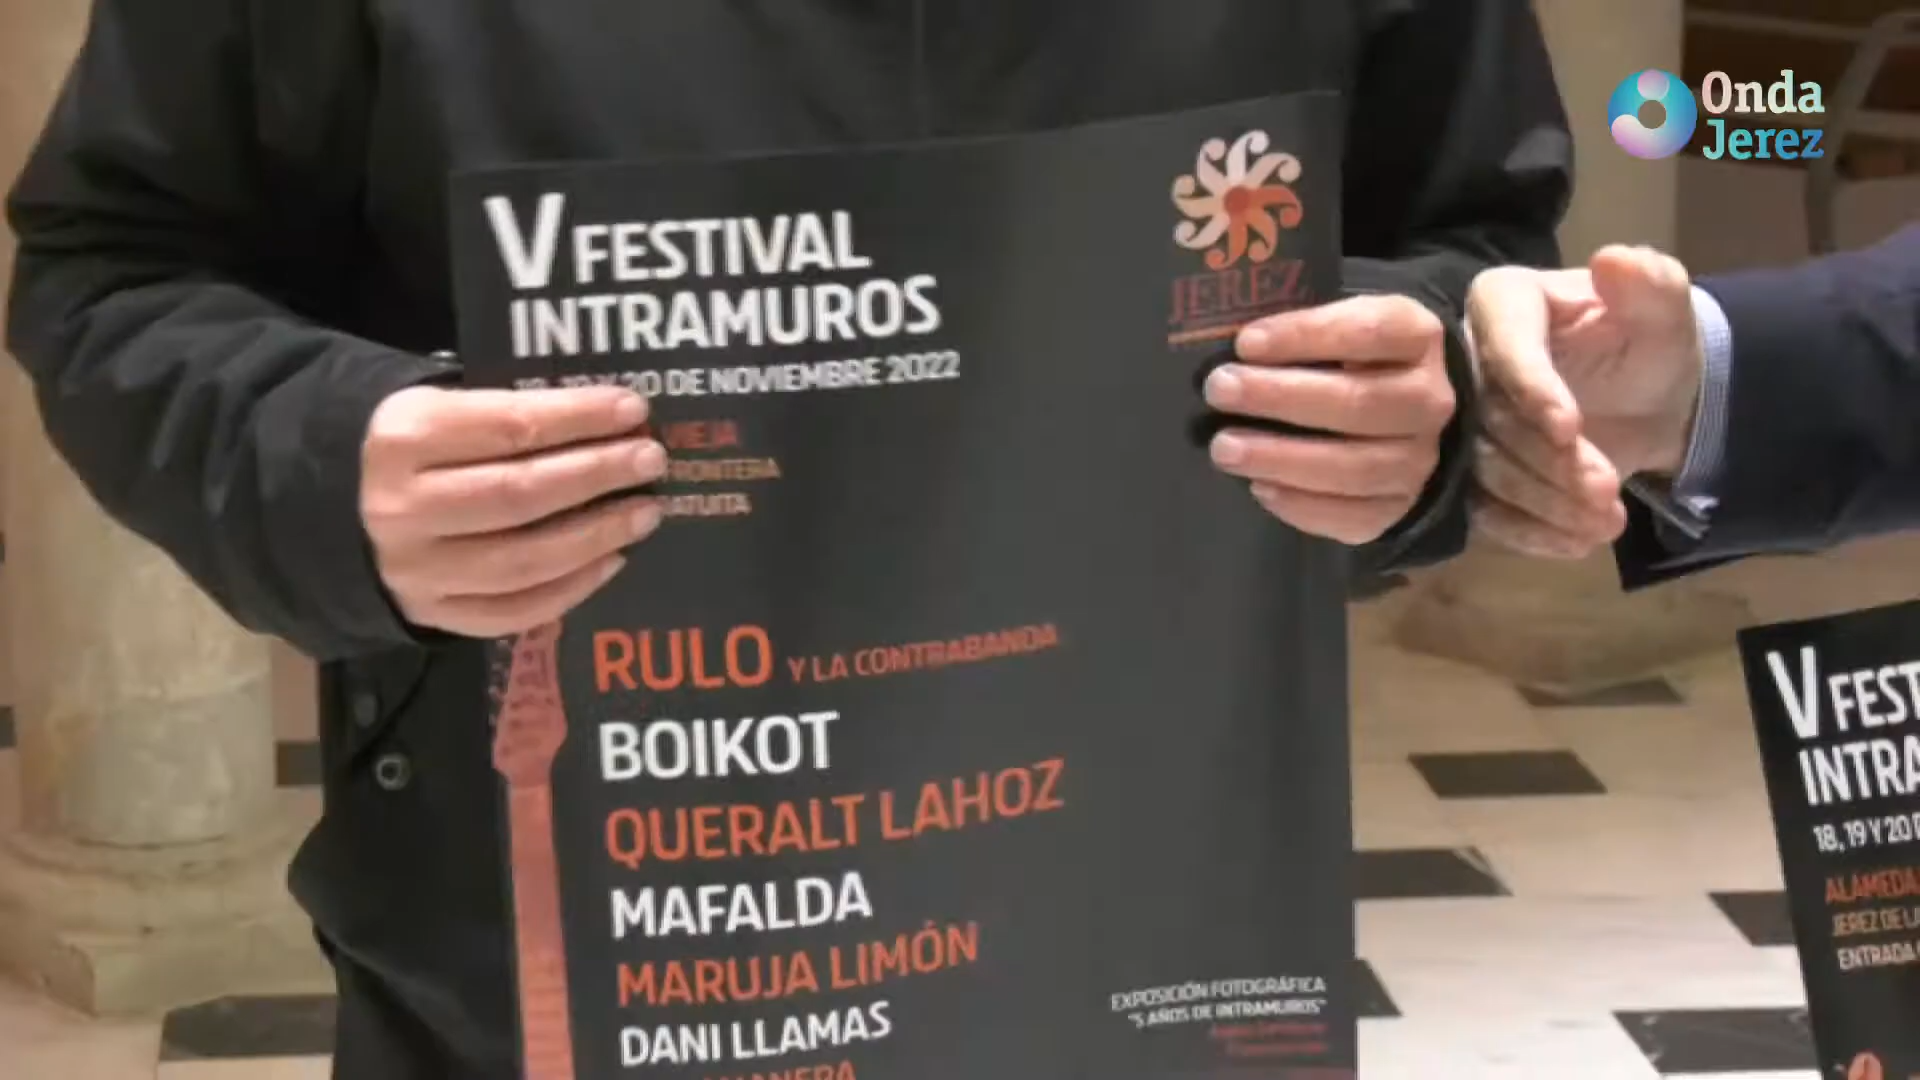 Onda
Jerez
V FESTIVAL
INTRAMUROS
20 DE NOVIEMBRE 2022
VIEJA
FRONTERA
JEREZ
RULO Y LA CONTRABANDA
BOIKOT
QUERALT LAHOZ
MAFALDA
MARUJA LIMÓN
DANI LLAMAS
EXPOSICIÓN FOTOGRÁFICA
"5 AÑOS DE INTRAMUROS"
V FEST
INTRA
18, 19 Y 20 D
ALAMEDA
JEREZ DE LA
ENTRADA